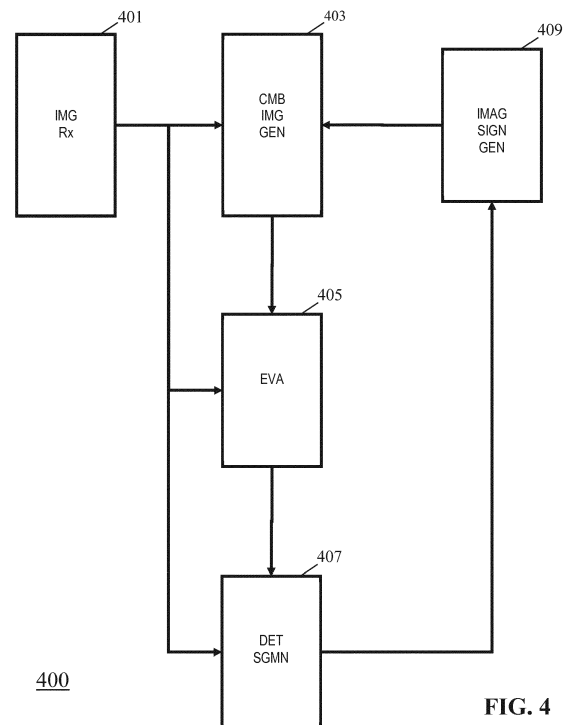 401
403
409
IMG
Rx
CMB
IMG
GEN
IMAG
SIGN
GEN
405
EVA
407
DET
SGMN
400
FIG. 4